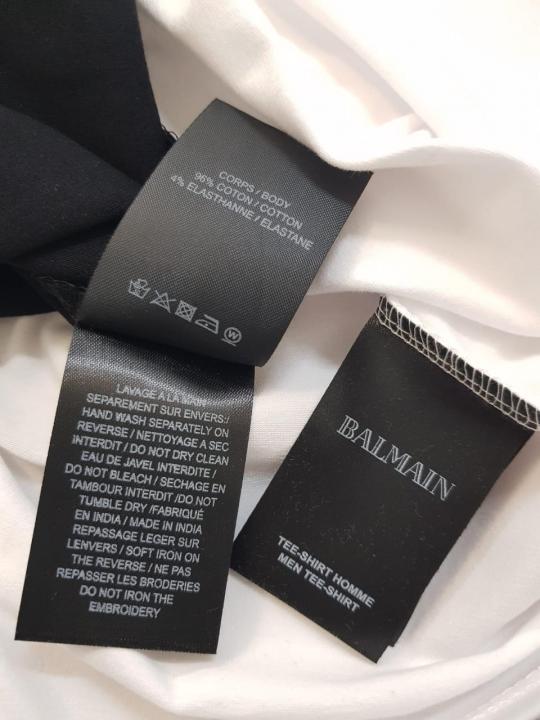 CORPS / BODY
96% COTON / COTTON
4% ELASTHANNE / ELASTANE
W
LAVAGE A LA MAIN
SEPAREMENT SUR ENVERS:/
HAND WASH SEPARATELY ON
REVERSE / NETTOYAGE A SEC
INTERDIT / DO NOT DRY CLEAN
EAU DE JAVEL INTERDITE /
DO NOT BLEACH / SECHAGE EN
TAMBOUR INTERDIT /DO NOT
TUMBLE DRY /FABRIQUÉ
EN INDIA / MADE IN INDIA
REPASSAGE LEGER SUR
LENVERS / SOFT IRON ON
THE REVERSE / NE PAS
REPASSER LES BRODERIES
DO NOT IRON THE
EMBROIDERY
BALMAIN
TEE-SHIRT HOMME
MEN TEE-SHIRT